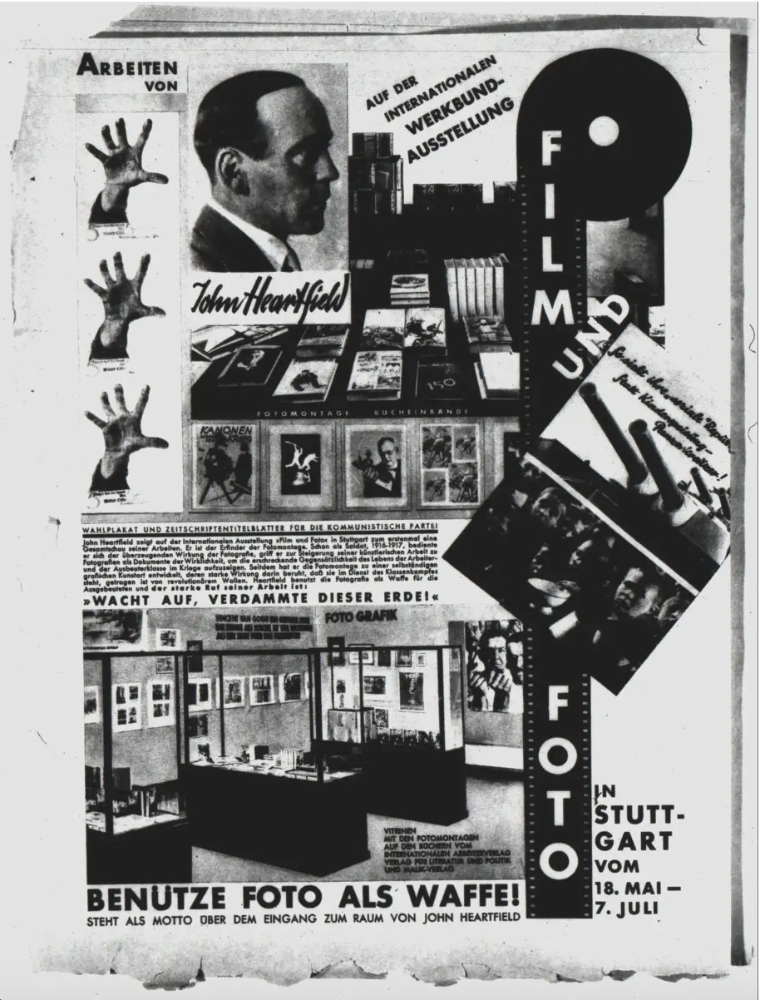 ARBEITEN
VON
John Heartfield
AUF DER
INTERNATIONALEN
WERKBUND-
AUSSTELLUNG
FILM
UND
FOTO
150
FOTOMONTAGE BUCHEINBÄNDE
KANONEN
WAHLPLAKAT UND ZEITSCHRIFTENTITELBLÄTTER FÜR DIE KOMMUNISTISCHE PARTEI
John Heartfield zeigt auf der Internationalen Ausstellung »Film und Foto« in Stuttgart zum erstenmal eine
Gesamtschau seiner Arbeiten. Er ist der Erfinder der Fotomontage. Schon als Soldat, 1916-1917, bediente
er sich der überzeugenden Wirkung der Fotografie, griff er zur Steigerung seiner künstlerischen Arbeit zu
Fotografien als Dokumente der Wirklichkeit, um die erschreckende Gegensätzlichkeit des Lebens der Arbeiter-
und der Ausbeuterklasse im Kriege aufzuzeigen. Seitdem hat er die Fotomontage zu einer selbständigen
grafischen Kunstart entwickelt, deren starke Wirkung darin beruht, daß sie im Dienst des Klassenkampfes
steht, getragen ist von revolutionärem Wollen. Heartfield benutzt die Fotografie als Waffe für die
Ausgebeuteten und der starke Ruf seiner Arbeit ist:
»WACHT AUF, VERDAMMTE DIESER ERDE!«
FOTO GRAFIK
VITRINEN
MIT DEN FOTOMONTAGEN
AUF DEN BÜCHERN VOM
INTERNATIONALEN ARBEITERVERLAG
VERLAG FÜR LITERATUR UND POLITIK
UND MALIK-VERLAG
IN
STUTT-
GART
VOM
18. MAI —
7. JULI
BENÜTZE FOTO ALS WAFFE!
STEHT ALS MOTTO ÜBER DEM EINGANG ZUM RAUM VON JOHN HEARTFIELD